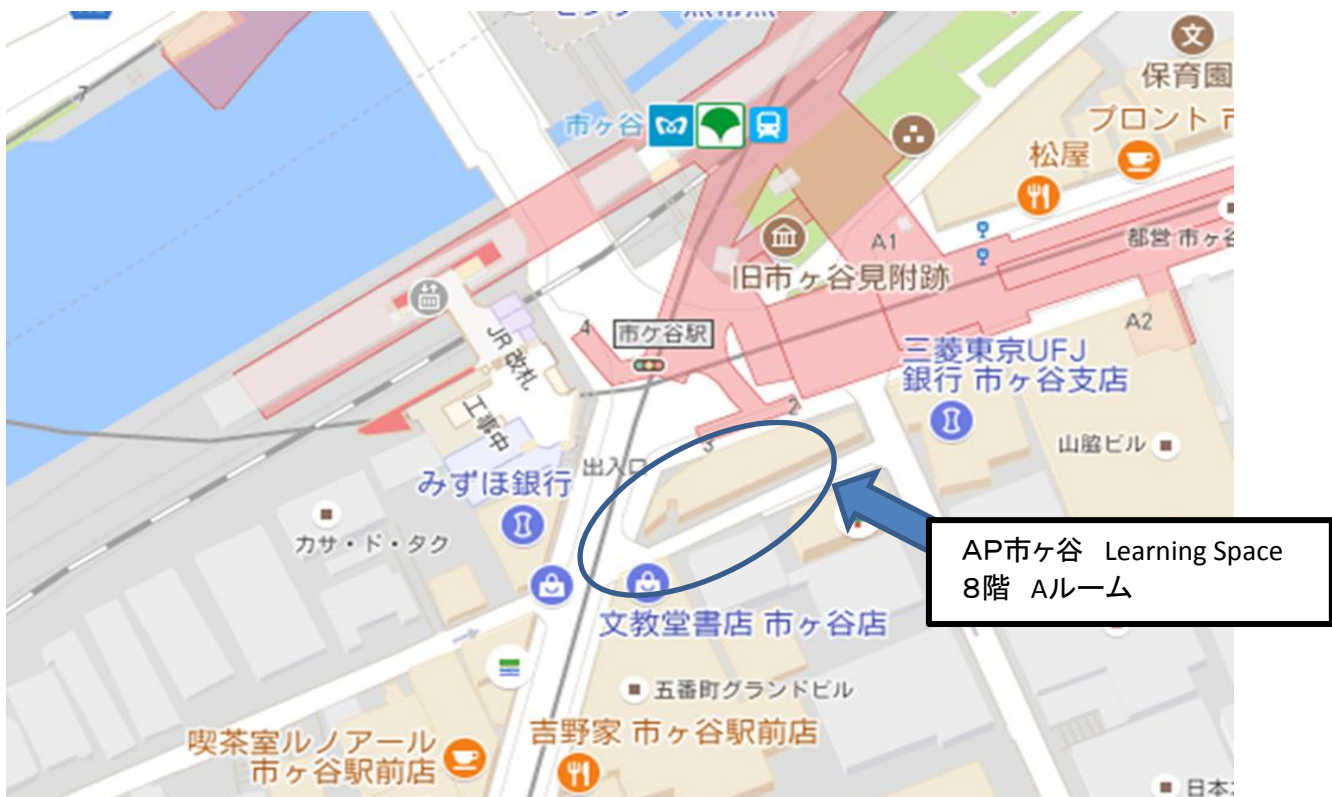 保育園
プロント 市
市ヶ谷
松屋
A1
旧市ヶ谷見附跡
都営 市ヶ谷
4
市ケ谷駅
JR 改札
A2
三菱東京UFJ
銀行 市ヶ谷支店
工事中
2
3
山脇ビル
出入口
みずほ銀行
カサ・ド・タク
AP市ヶ谷 Learning Space
8階 Aルーム
文教堂書店 市ヶ谷店
五番町グランドビル
喫茶室ルノアール
市ヶ谷駅前店
吉野家 市ヶ谷駅前店
日本